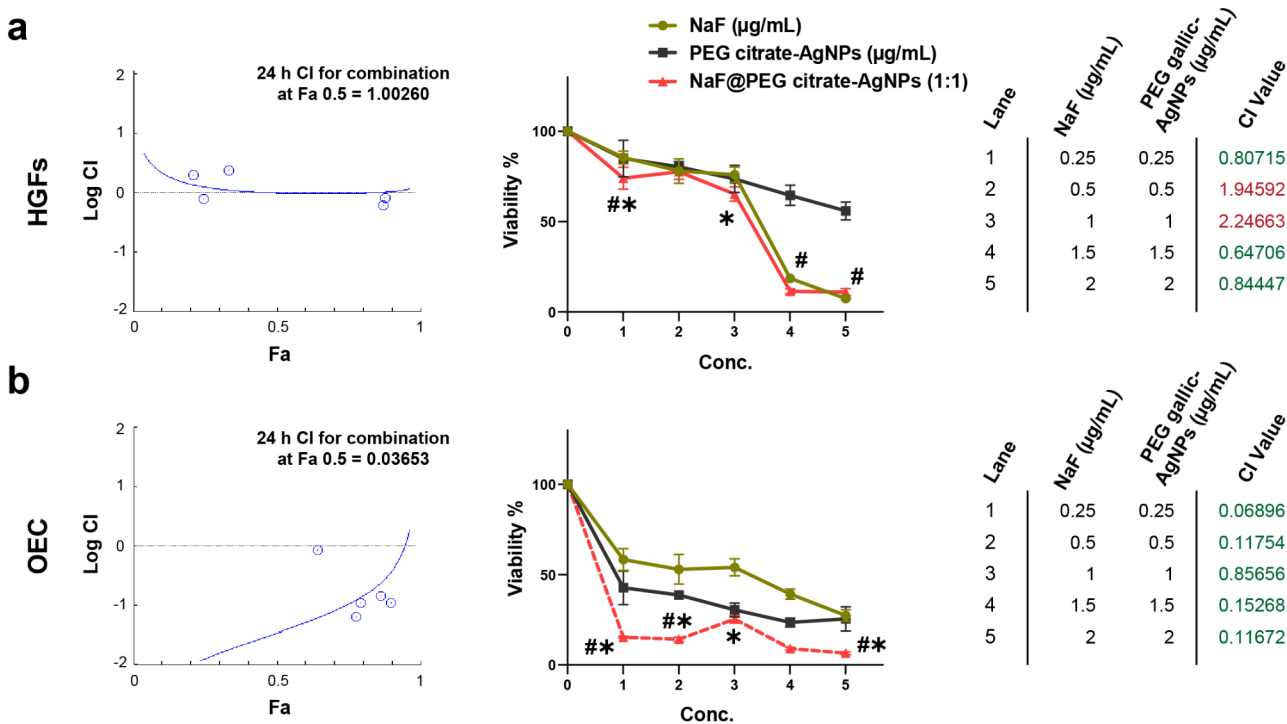 a
HGFs
24 h CI for combination
at Fa 0.5 = 1.00260
Log CI
2
1
0
-1
-2
0
0.5
1
Fa
NaF (µg/mL)
PEG citrate-AgNPs (µg/mL)
NaF@PEG citrate-AgNPs (1:1)
Viability %
100
50
0
#*
*
#
#
0 1 2 3 4 5
Conc.
Lane NaF (µg/mL) PEG gallic-
AgNPs (µg/mL) CI Value
1 0.25 0.25 0.80715
2 0.5 0.5 1.94592
3 1 1 2.24663
4 1.5 1.5 0.64706
5 2 2 0.84447
b
OEC
24 h CI for combination
at Fa 0.5 = 0.03653
Log CI
2
1
0
-1
-2
0
0.5
1
Fa
Viability %
100
50
0
#*
#*
*
#*
0 1 2 3 4 5
Conc.
Lane NaF (µg/mL) PEG gallic-
AgNPs (µg/mL) CI Value
1 0.25 0.25 0.06896
2 0.5 0.5 0.11754
3 1 1 0.85656
4 1.5 1.5 0.15268
5 2 2 0.11672